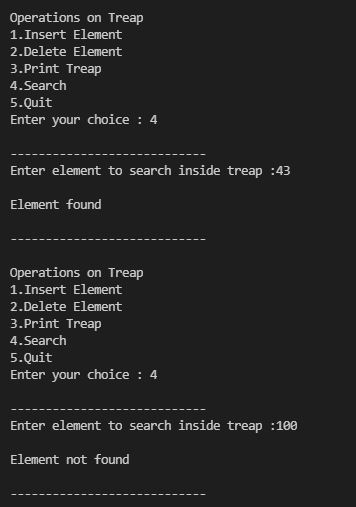 Operations on Treap
1.Insert Element
2.Delete Element
3.Print Treap
4.Search
5.Quit
Enter your choice : 4
----------------------------
Enter element to search inside treap :43
Element found
----------------------------
Operations on Treap
1.Insert Element
2.Delete Element
3.Print Treap
4.Search
5.Quit
Enter your choice : 4
----------------------------
Enter element to search inside treap :100
Element not found
----------------------------